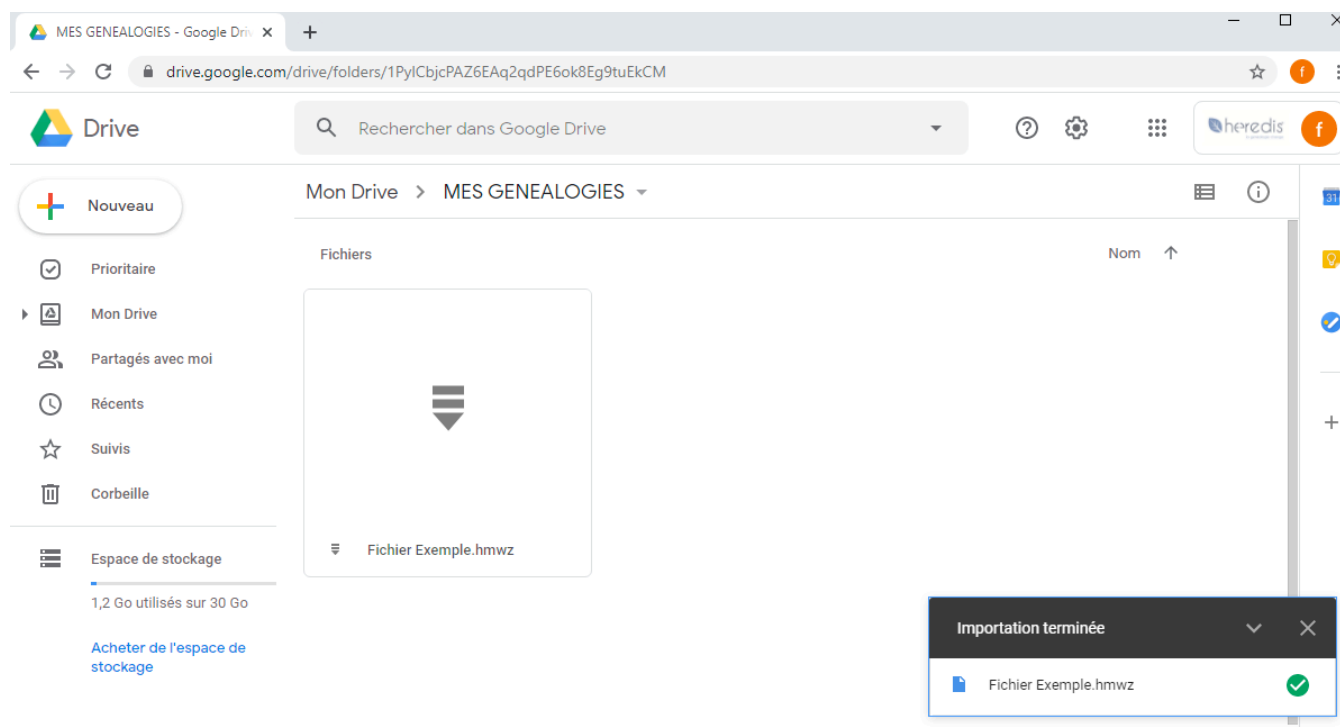 MES GENEALOGIES - Google Driv
drive.google.com/drive/folders/1PylCbjcPAZ6EAq2qdPE6ok8Eg9tuEkCM
f
Drive
Rechercher dans Google Drive
heredis
f
Nouveau
Mon Drive > MES GENEALOGIES
31
Fichiers
Nom
Prioritaire
Mon Drive
Partagés avec moi
Récents
Suivis
Corbeille
Fichier Exemple.hmwz
Espace de stockage
1,2 Go utilisés sur 30 Go
Acheter de l'espace de
stockage
Importation terminée
Fichier Exemple.hmwz